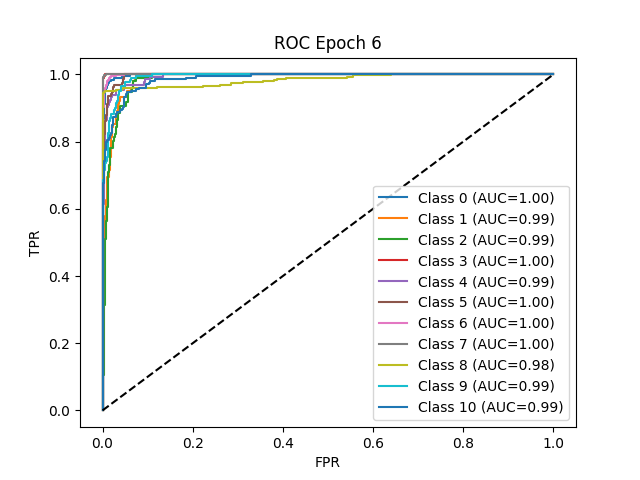 ROC Epoch 6
TPR
1.0
0.8
0.6
0.4
0.2
0.0
Class 0 (AUC=1.00)
Class 1 (AUC=0.99)
Class 2 (AUC=0.99)
Class 3 (AUC=1.00)
Class 4 (AUC=0.99)
Class 5 (AUC=1.00)
Class 6 (AUC=1.00)
Class 7 (AUC=1.00)
Class 8 (AUC=0.98)
Class 9 (AUC=0.99)
Class 10 (AUC=0.99)
0.0 0.2 0.4 0.6 0.8 1.0
FPR